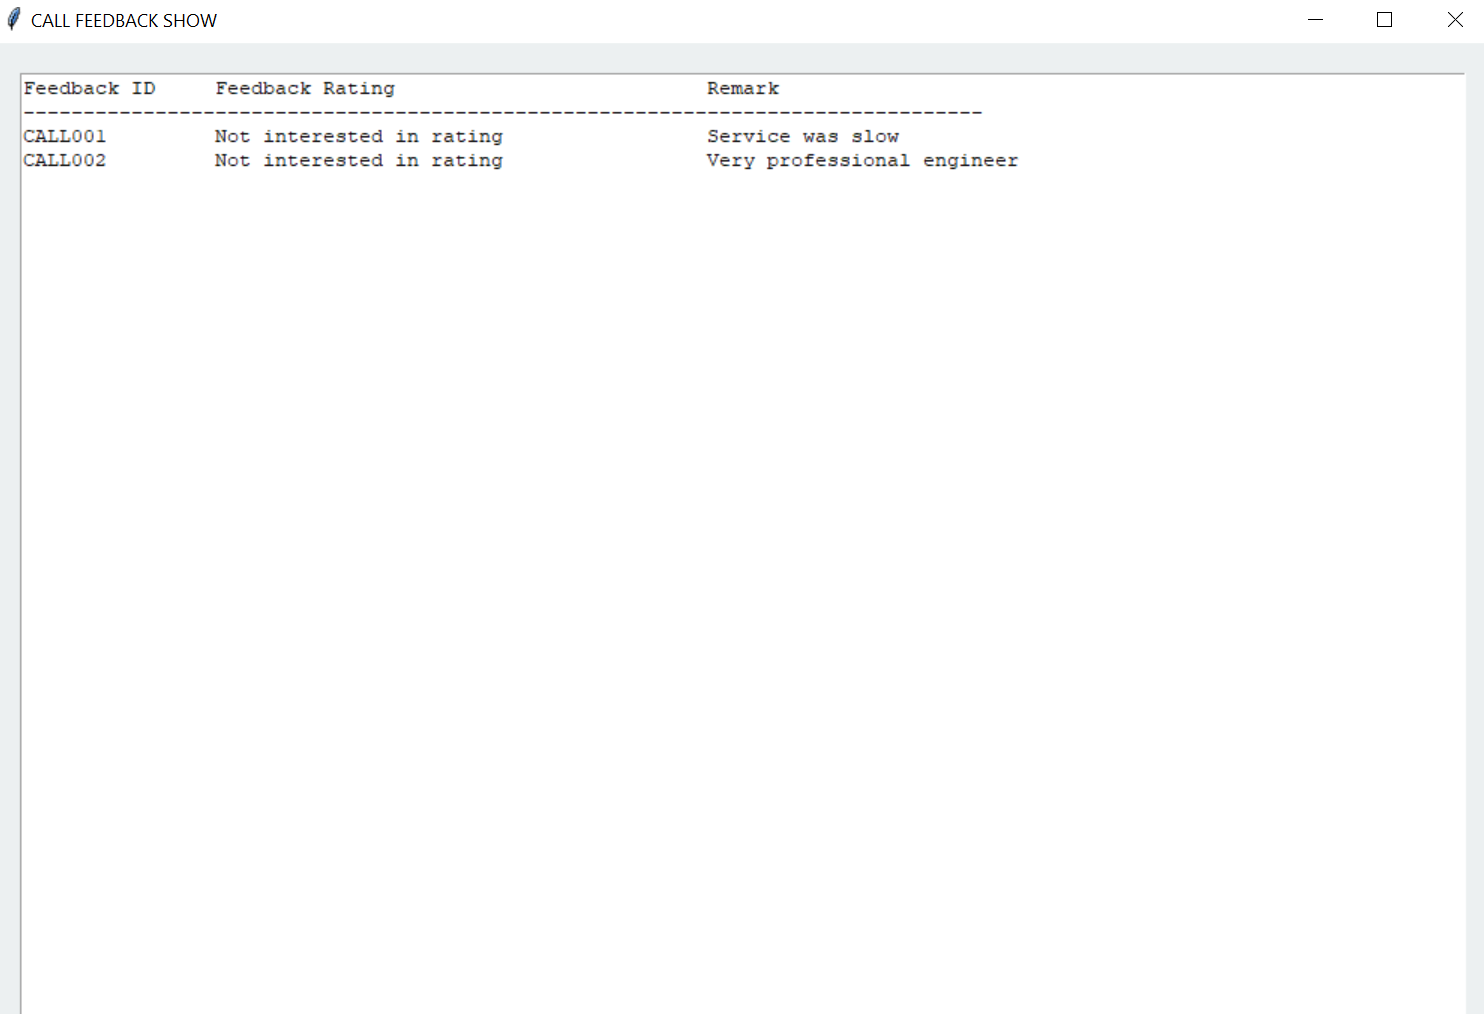 CALL FEEDBACK SHOW
Feedback ID     Feedback Rating                          Remark
--------------------------------------------------------------------------------
CALL001         Not interested in rating                 Service was slow
CALL002         Not interested in rating                 Very professional engineer